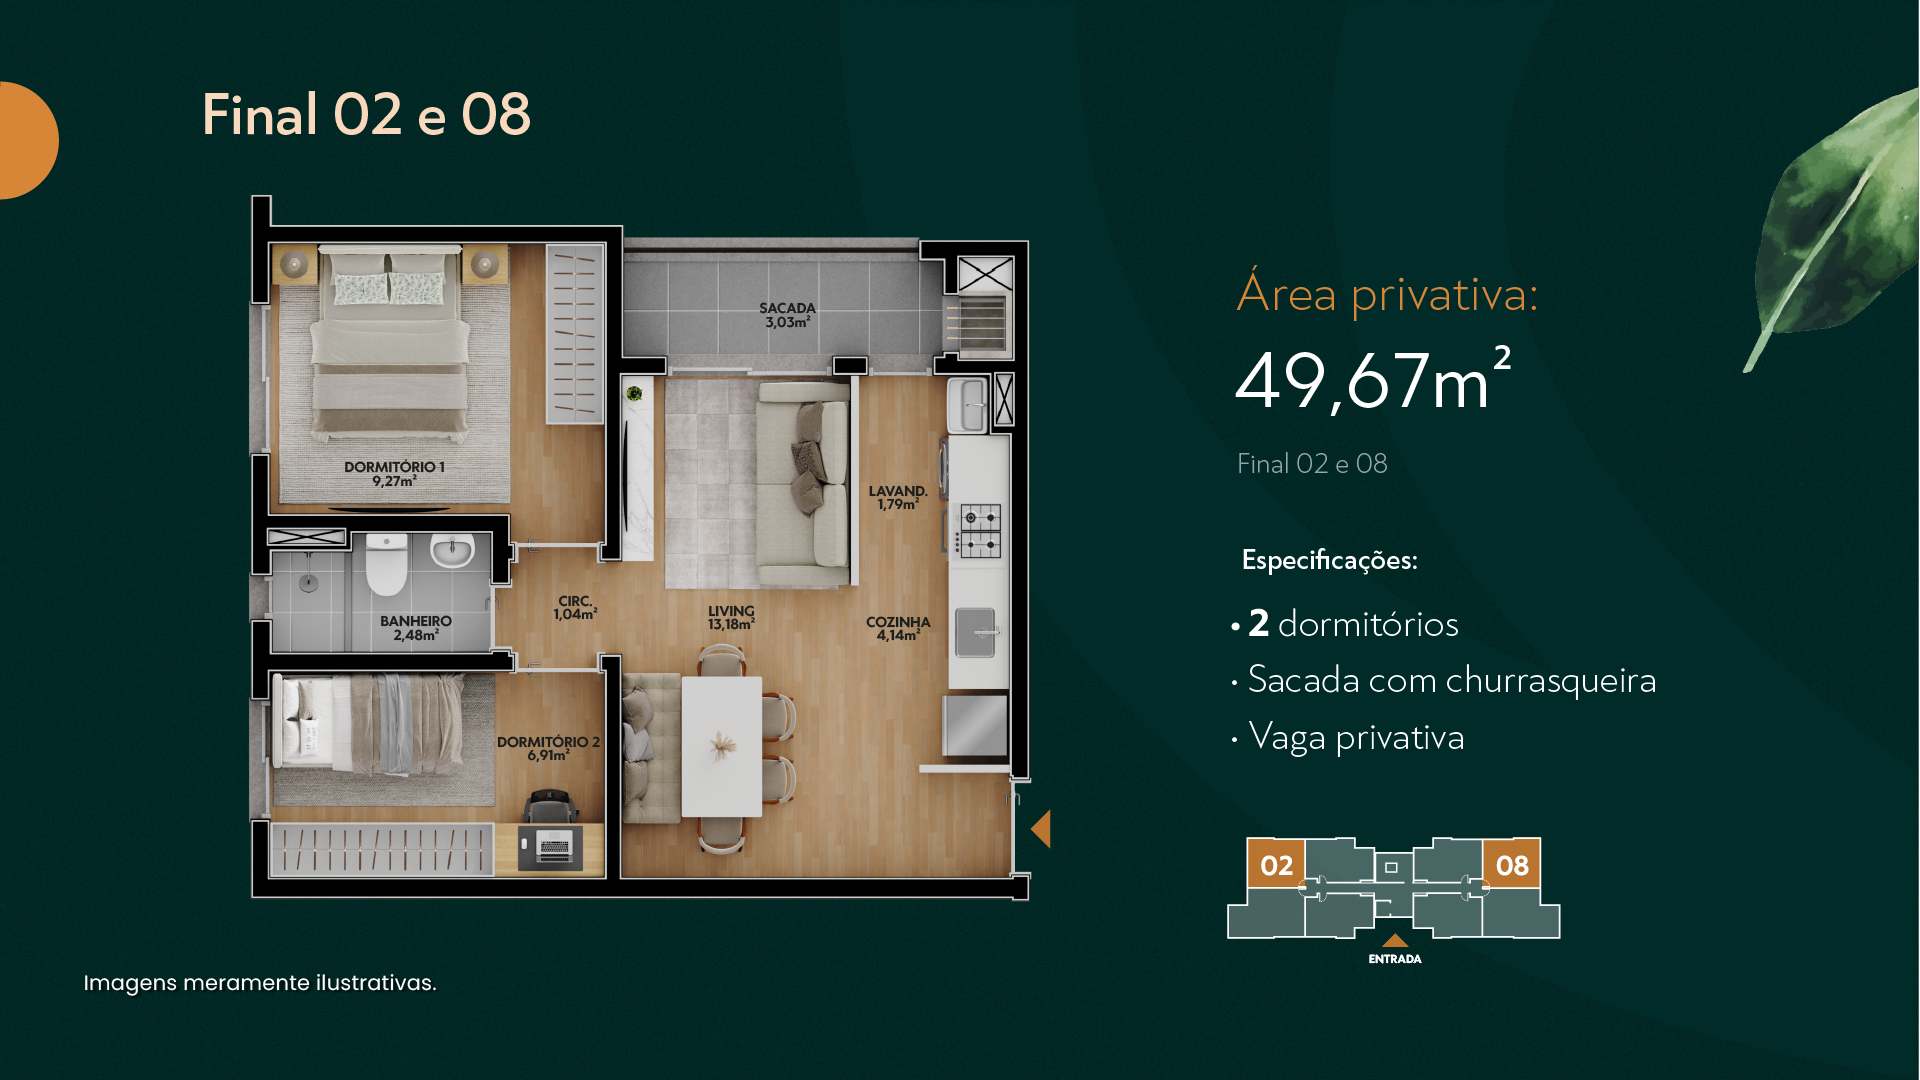 Final 02 e 08
SACADA
3,03m²
DORMITÓRIO 1
9,27m²
LAVAND.
1,79m²
CIRC.
1,04m²
LIVING
13,18m²
BANHEIRO
2,48m²
COZINHA
4,14m²
DORMITÓRIO 2
6,91m²
Área privativa:
49,67m²
Final 02 e 08
Especificações:
• 2 dormitórios
• Sacada com churrasqueira
• Vaga privativa
02
08
ENTRADA
Imagens meramente ilustrativas.